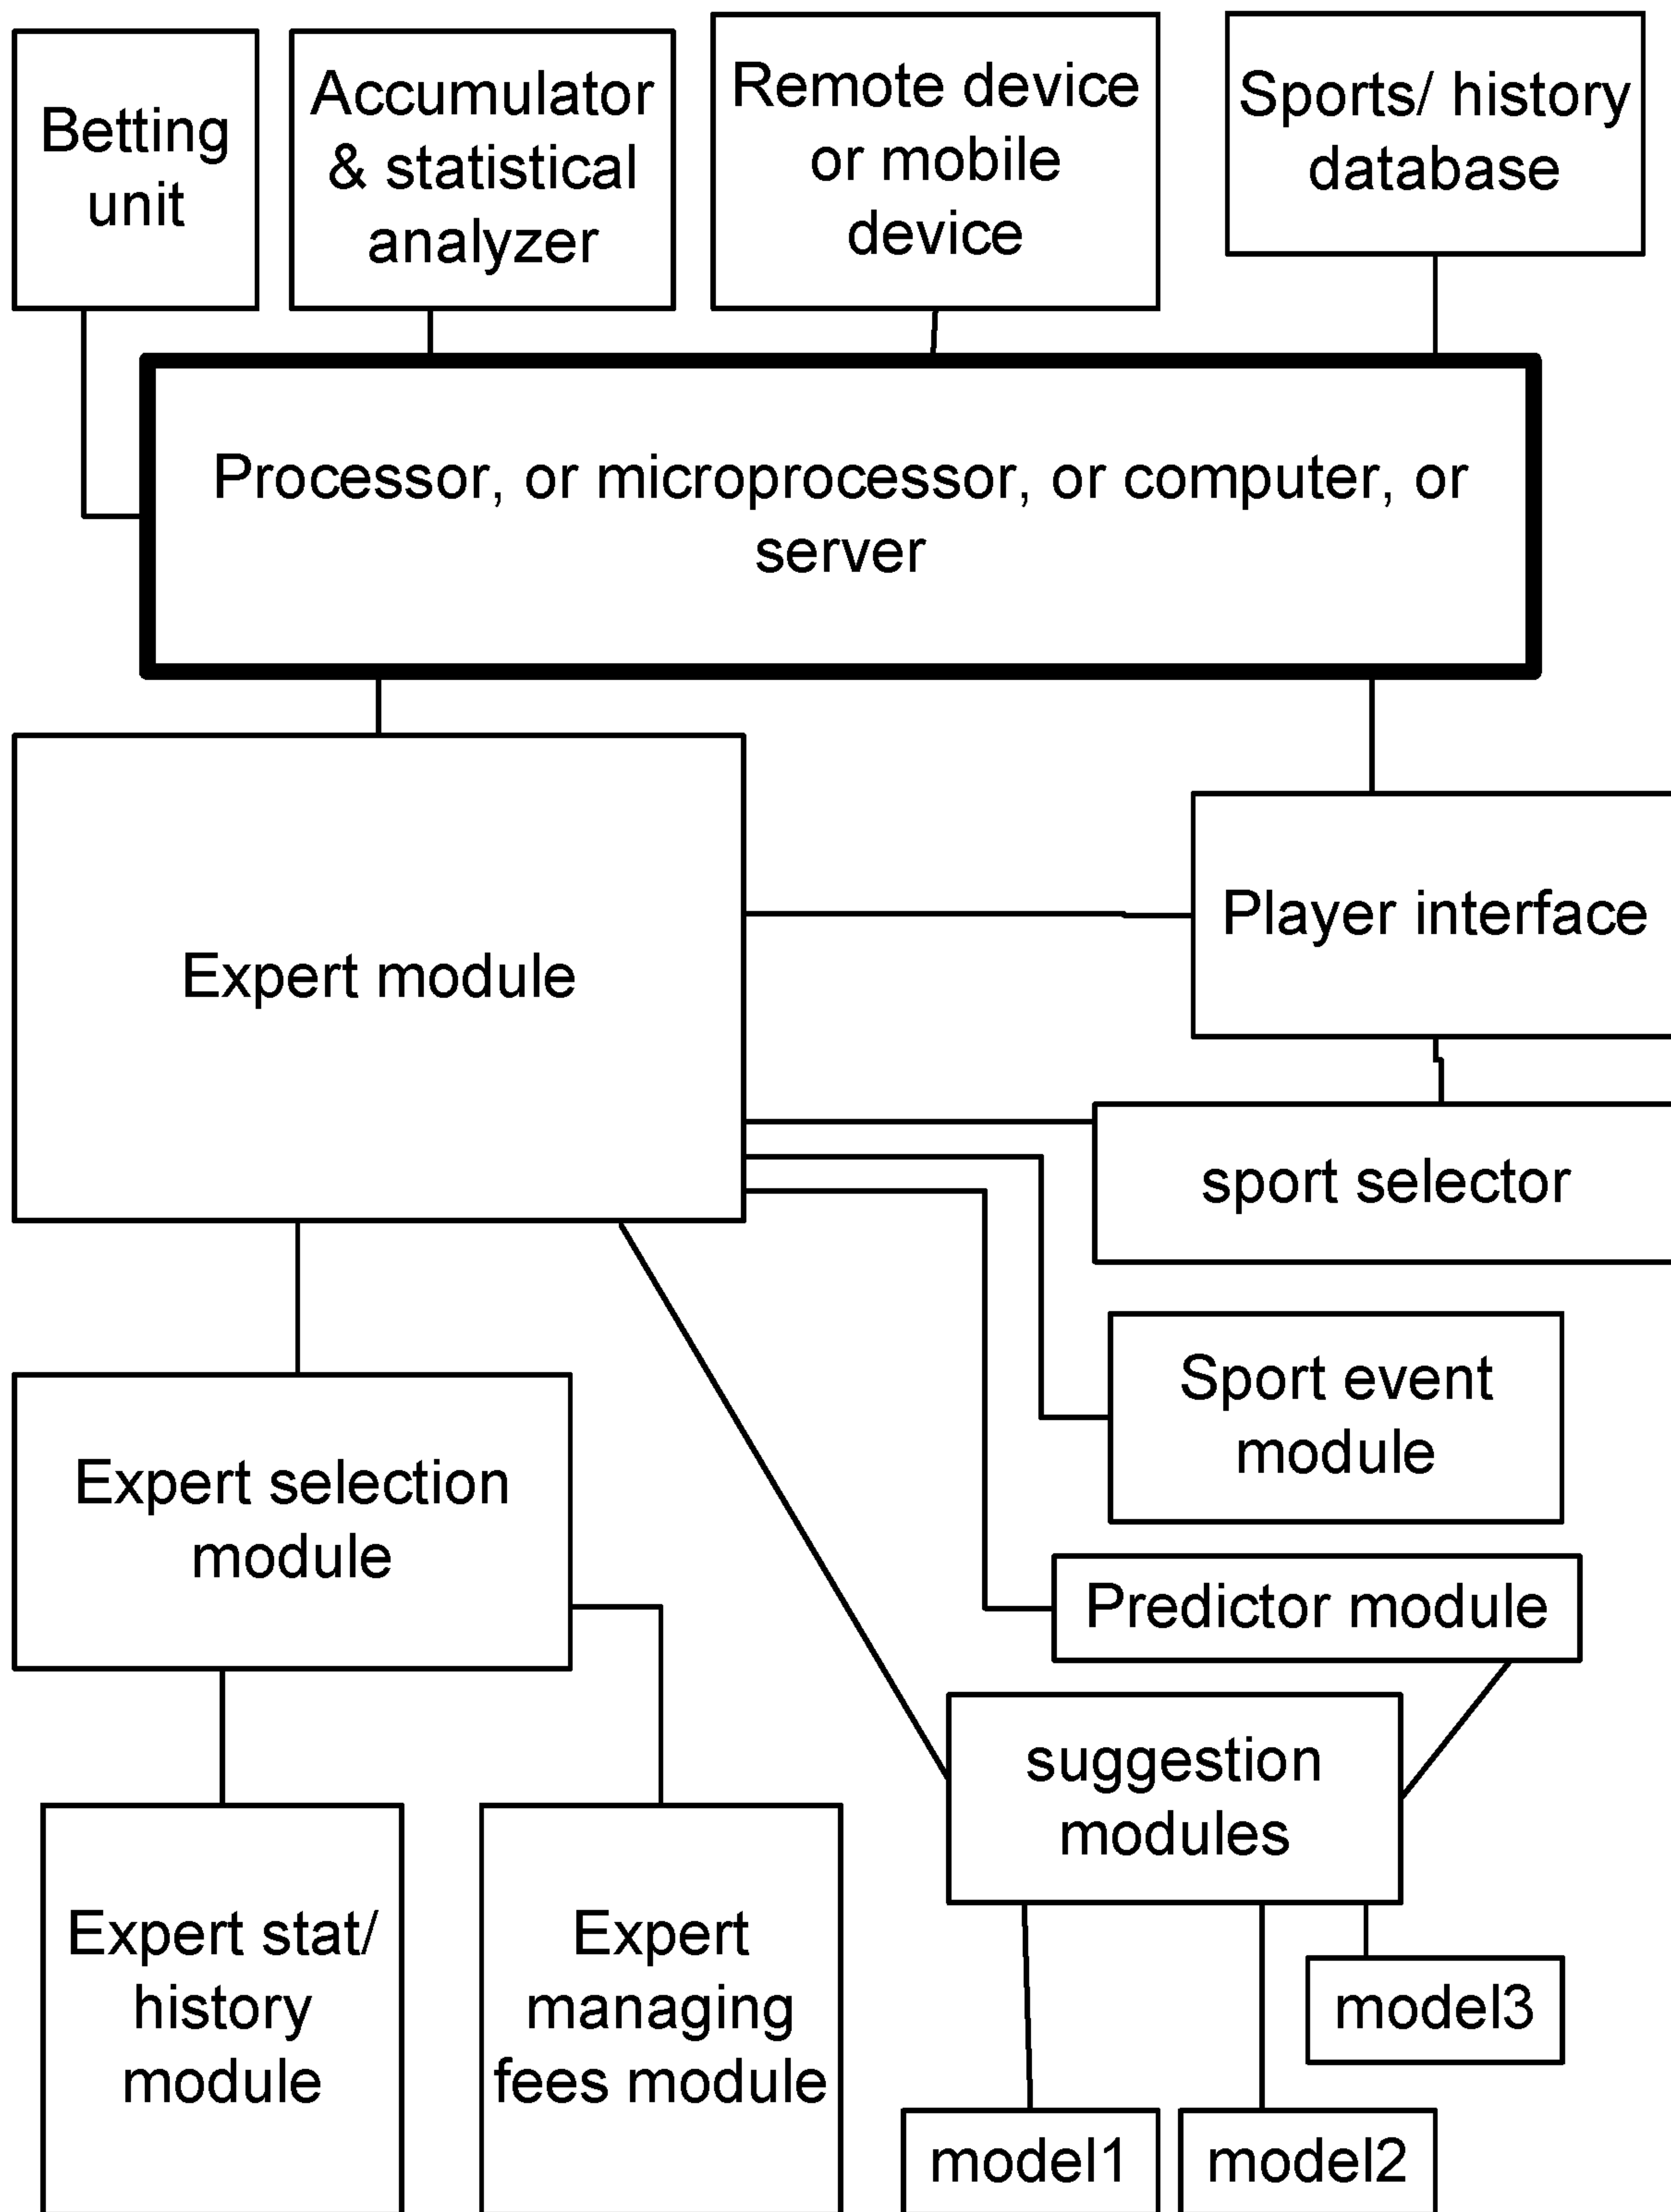 Betting
unit
Accumulator
& statistical
analyzer
Remote device
or mobile
device
Sports/ history
database
Processor, or microprocessor, or computer, or
server
Expert module
Player interface
sport selector
Sport event
module
Expert selection
module
Predictor module
suggestion
modules
Expert stat/
history
module
Expert
managing
fees module
model3
model1
model2